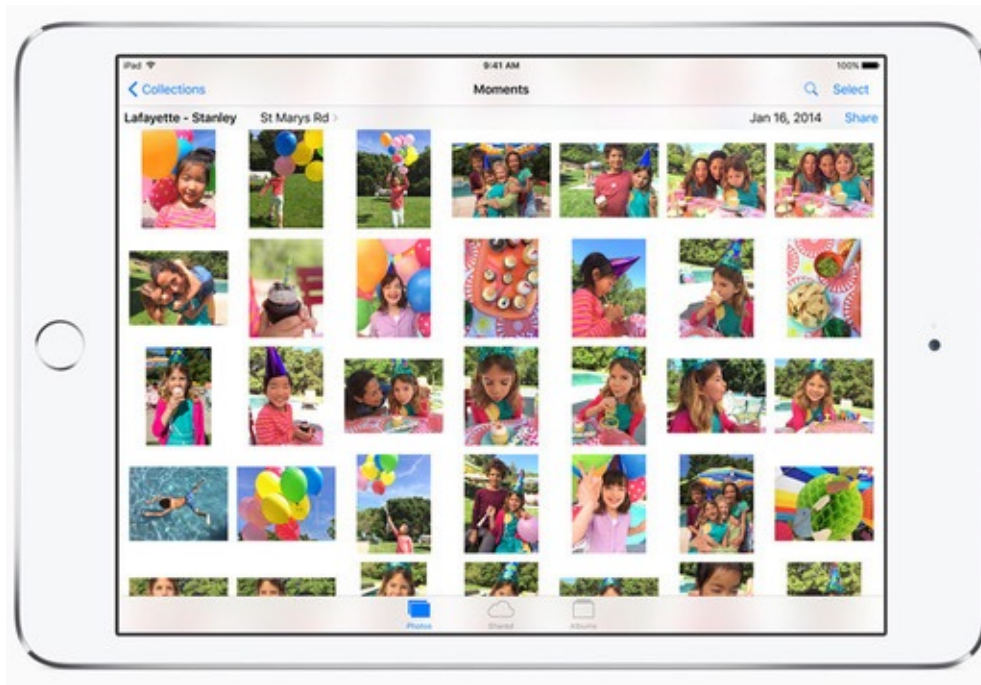 iPad 9:41 AM 100%
Collections Moments Select
Lafayette - Stanley St Marys Rd Jan 16, 2014 Share
Photos Shared Albums